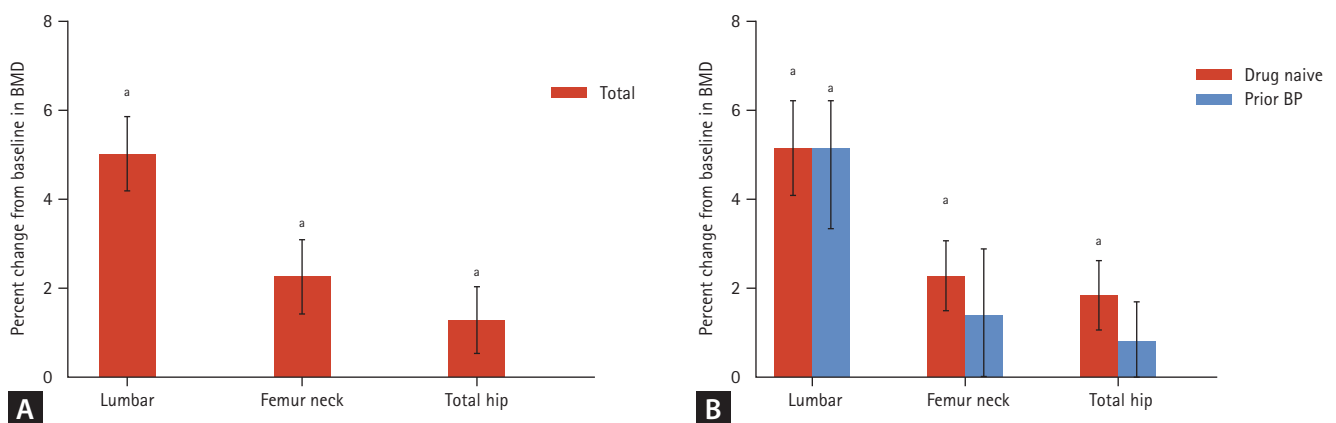 Percent change from baseline in BMD
8
6
4
2
0
a
a
a
Total
Lumbar
Femur neck
Total hip
A
Percent change from baseline in BMD
8
6
4
2
0
a
a
a
a
Drug naive
Prior BP
Lumbar
Femur neck
Total hip
B